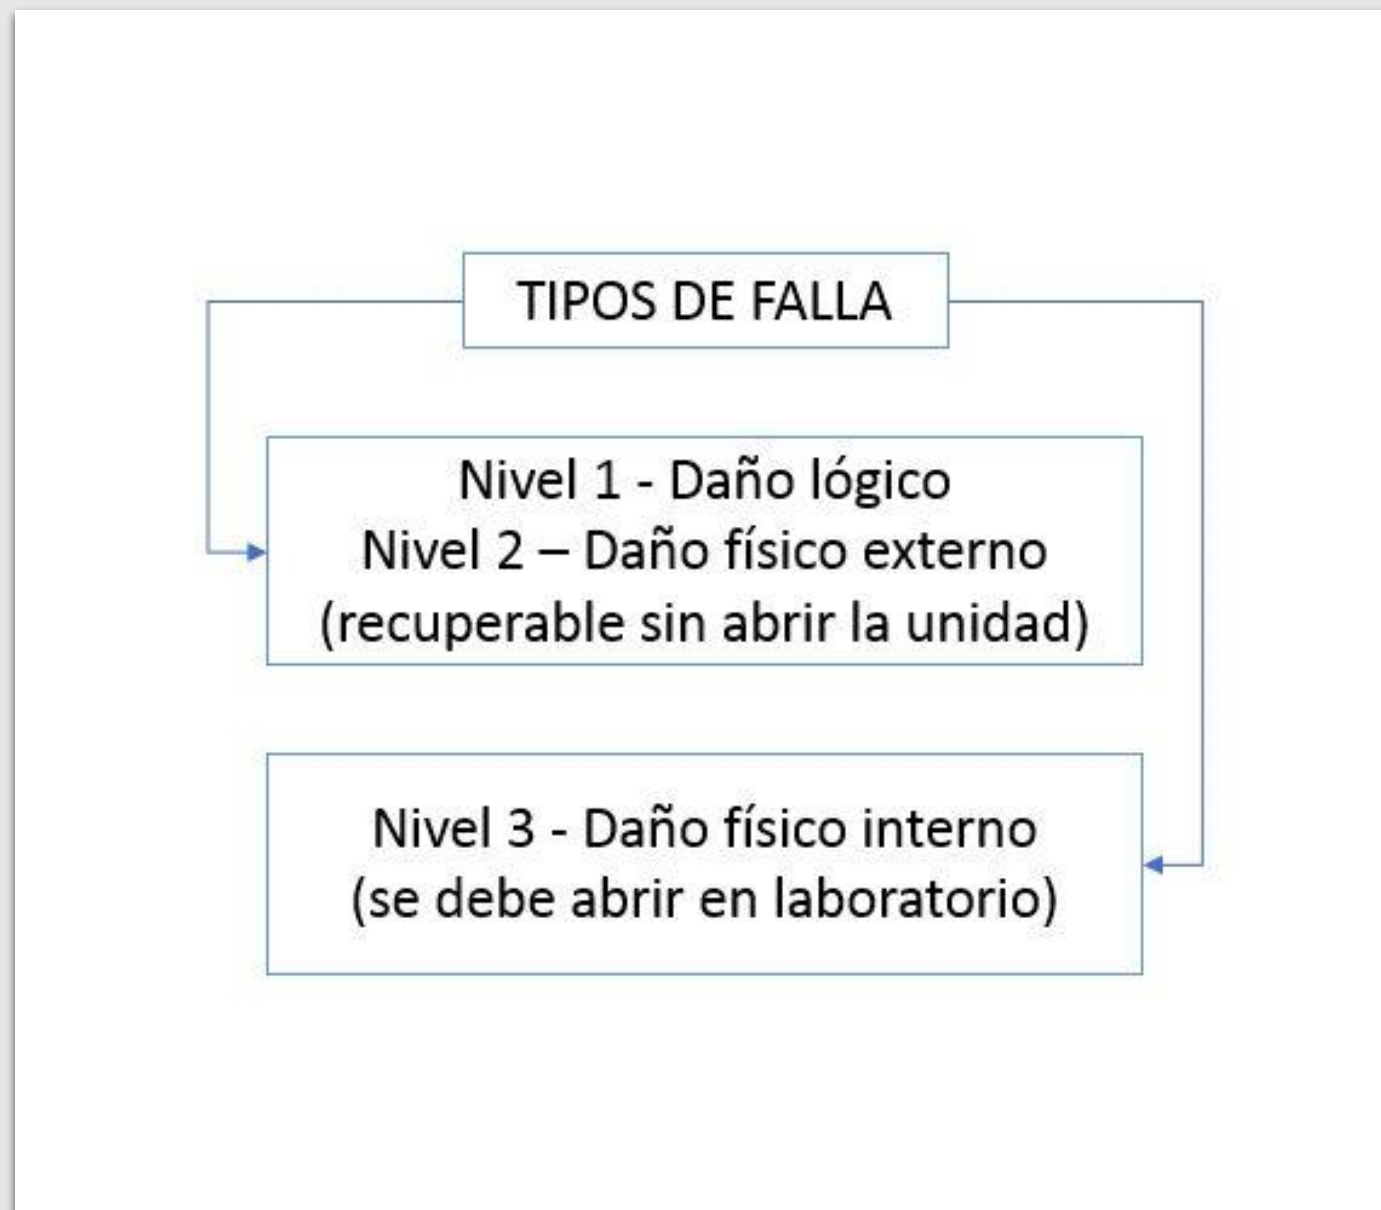 TIPOS DE FALLA
Nivel 1 - Daño lógico
Nivel 2 – Daño físico externo
(recuperable sin abrir la unidad)
Nivel 3 - Daño físico interno
(se debe abrir en laboratorio)